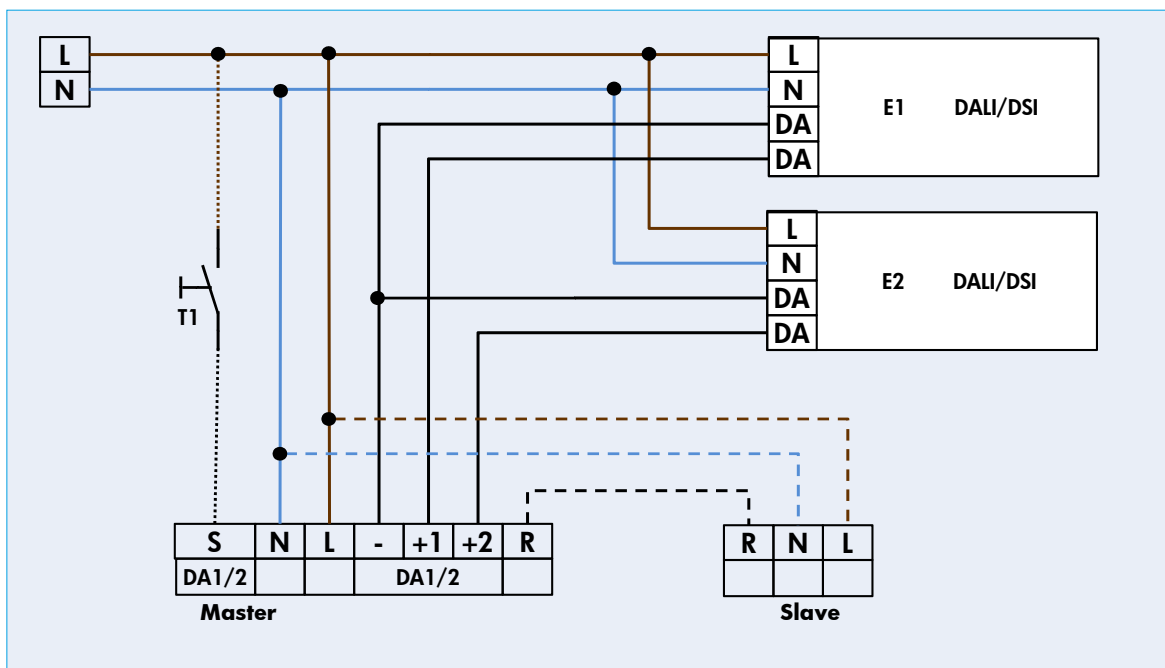 L
N
L
N
DA
DA
E1 DALI/DSI
L
N
DA
DA
E2 DALI/DSI
T1
S N L - +1 +2 R
DA1/2 DA1/2
Master
R N L
Slave